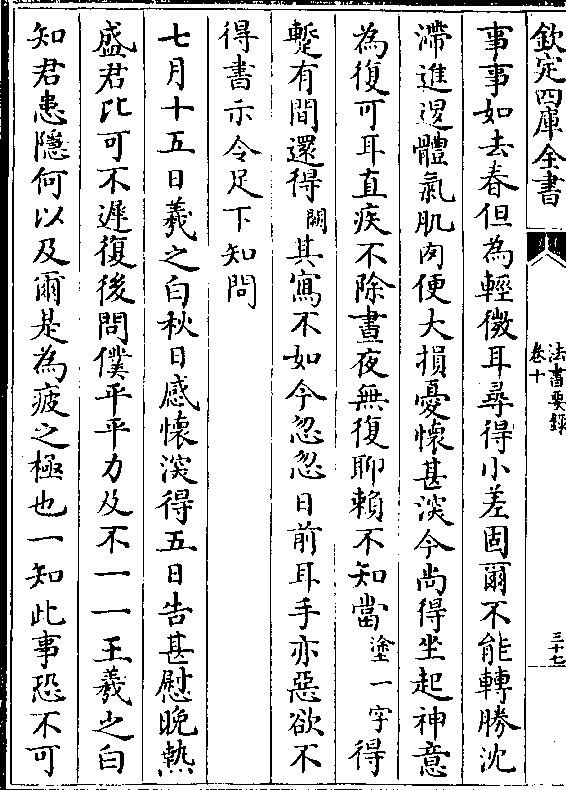 欽定四庫全書
法書要錄
卷十
三十七
事事如去春但為輕微耳尋得小差固爾不能轉勝沈
滯進退體氣肌肉便大損憂懷甚深今尚得坐起神意
為復可耳直疾不除晝夜無復聊賴不知當塗一字得
蹔有間還得闕其寫不如今忽忽日前耳手亦惡欲不
得書示令足下知問
七月十五日羲之白秋日感懷深得五日告甚慰晚熱
盛君比可不遲復後問僕平平力及不一一王羲之白
知君患隱何以及爾是為疲之極也一知此事恐不可